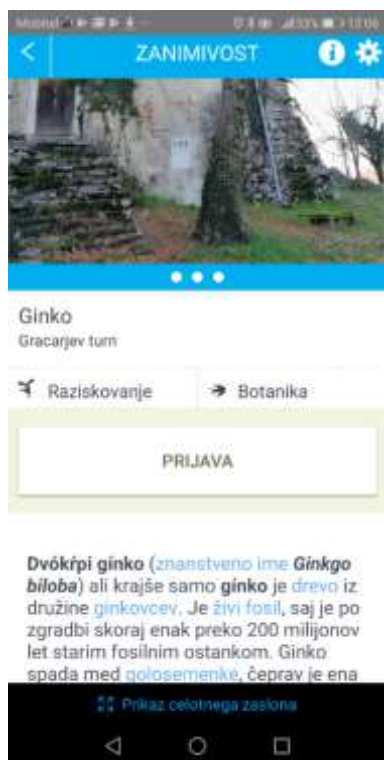 ZANIMIVOST
Ginko
Gracarjev turn
Raziskovanje
Botanika
PRIJAVA
Dvókŕpi ginko (znanstveno ime Ginkgo
biloba) ali krajše samo ginko je drevo iz
družine ginkovcev. Je živi fosil, saj je po
zgradbi skoraj enak preko 200 milijonov
let starim fosilnim ostankom. Ginko
spada med golosemenke, čeprav je ena
Prikaz celotnega zaslona